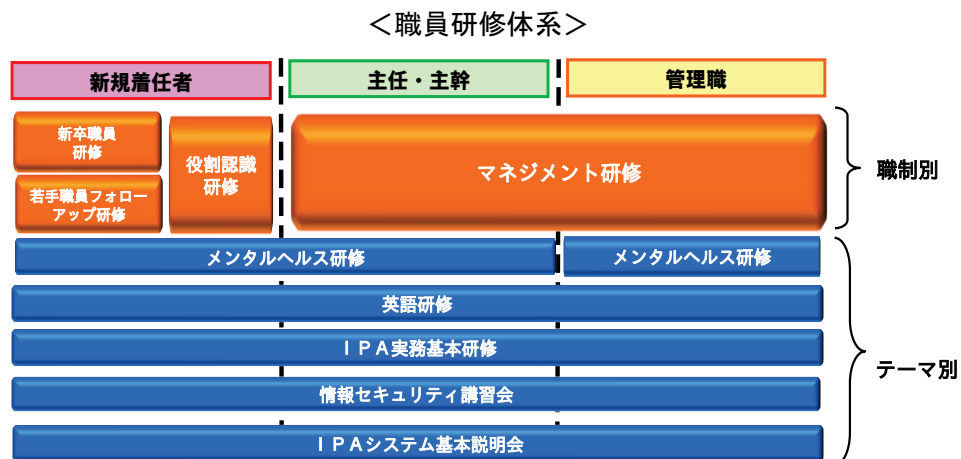 ＜職員研修体系＞
新規着任者
主任・主幹
管理職
新卒職員
研修
若手職員フォロー
アップ研修
役割認識
研修
マネジメント研修
職制別
メンタルヘルス研修
メンタルヘルス研修
英語研修
ＩＰＡ実務基本研修
情報セキュリティ講習会
ＩＰＡシステム基本説明会
テーマ別